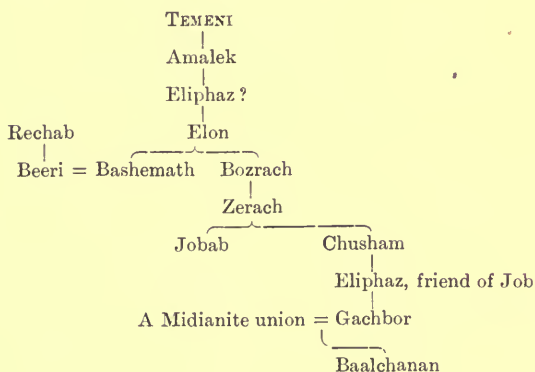 TEMENI
Amalek
Eliphaz ?
Rechab Elon
Beeri = Bashemath Bozrach
Zerach
Jobab Chusham
Eliphaz, friend of Job
A Midianite union = Gachbor
Baalchanan